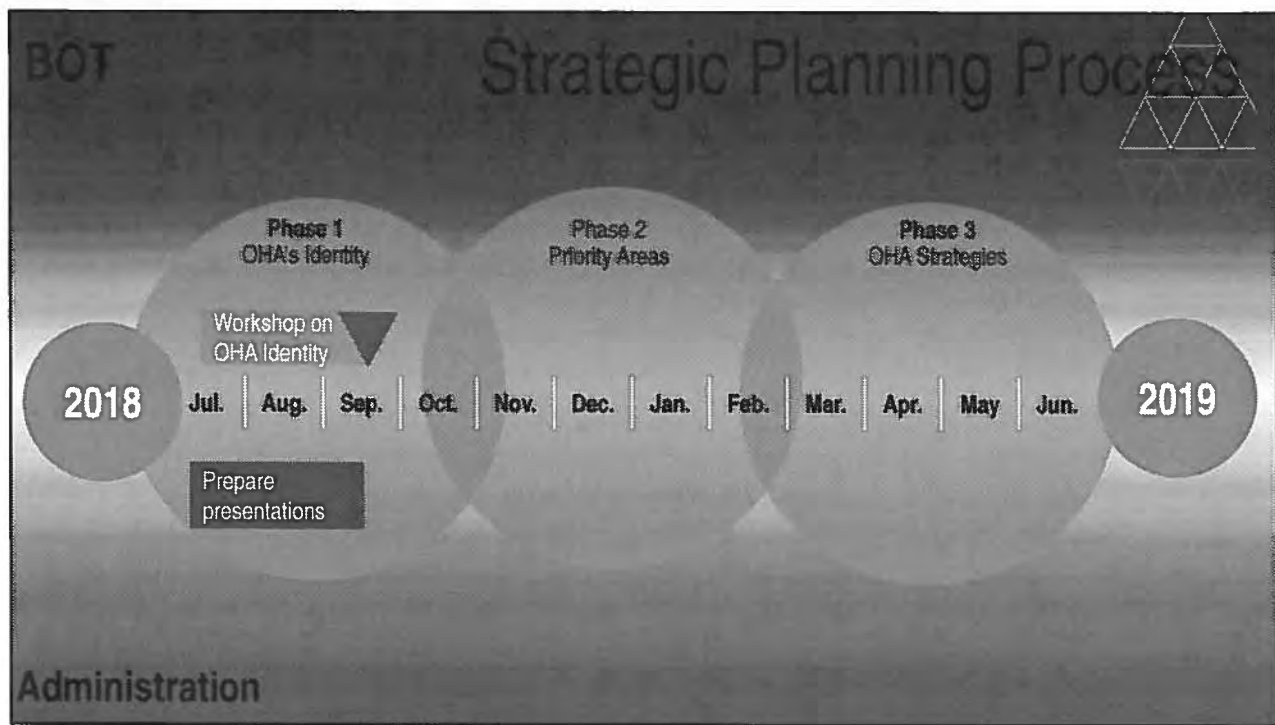 BOT
Strategic Planning Process
Phase 1
OHA's Identity
Phase 2
Priority Areas
Phase 3
OHA Strategies
Workshop on
OHA Identity
2018
Jul. Aug. Sep. Oct. Nov. Dec. Jan. Feb. Mar. Apr. May Jun.
2019
Prepare
presentations
Administration